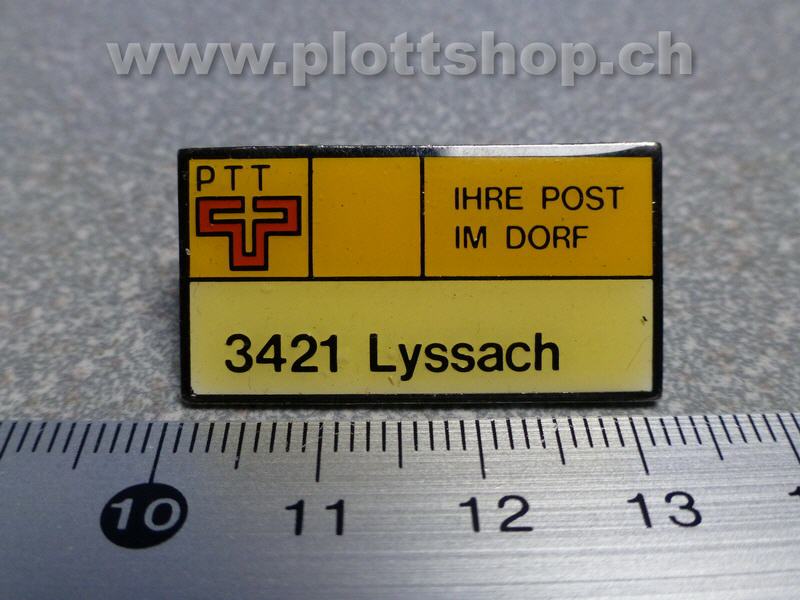 www.plottshop.ch
PTT
IHRE POST
IM DORF
3421 Lyssach
10 11 12 13